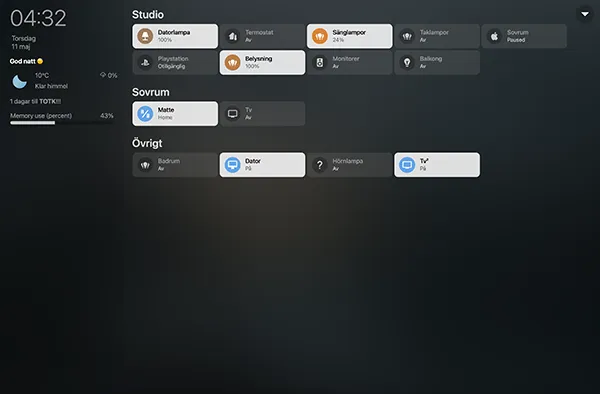 04:32
Torsdag
11 maj
God natt
10°C
0%
Klar himmel
1 dagar till TOTK!!!
Memory use (percent) 43%
Studio
Datorlampa
100%
Termostat
Av
Sänglampor
24%
Taklampor
Av
Sovrum
Paused
Playstation
Otillgänglig
Belysning
100%
Monitorer
Av
Balkong
Av
Sovrum
Matte
Home
Tv
Av
Övrigt
Badrum
Av
Dator
På
?
Hörnlampa
Av
Tv²
På